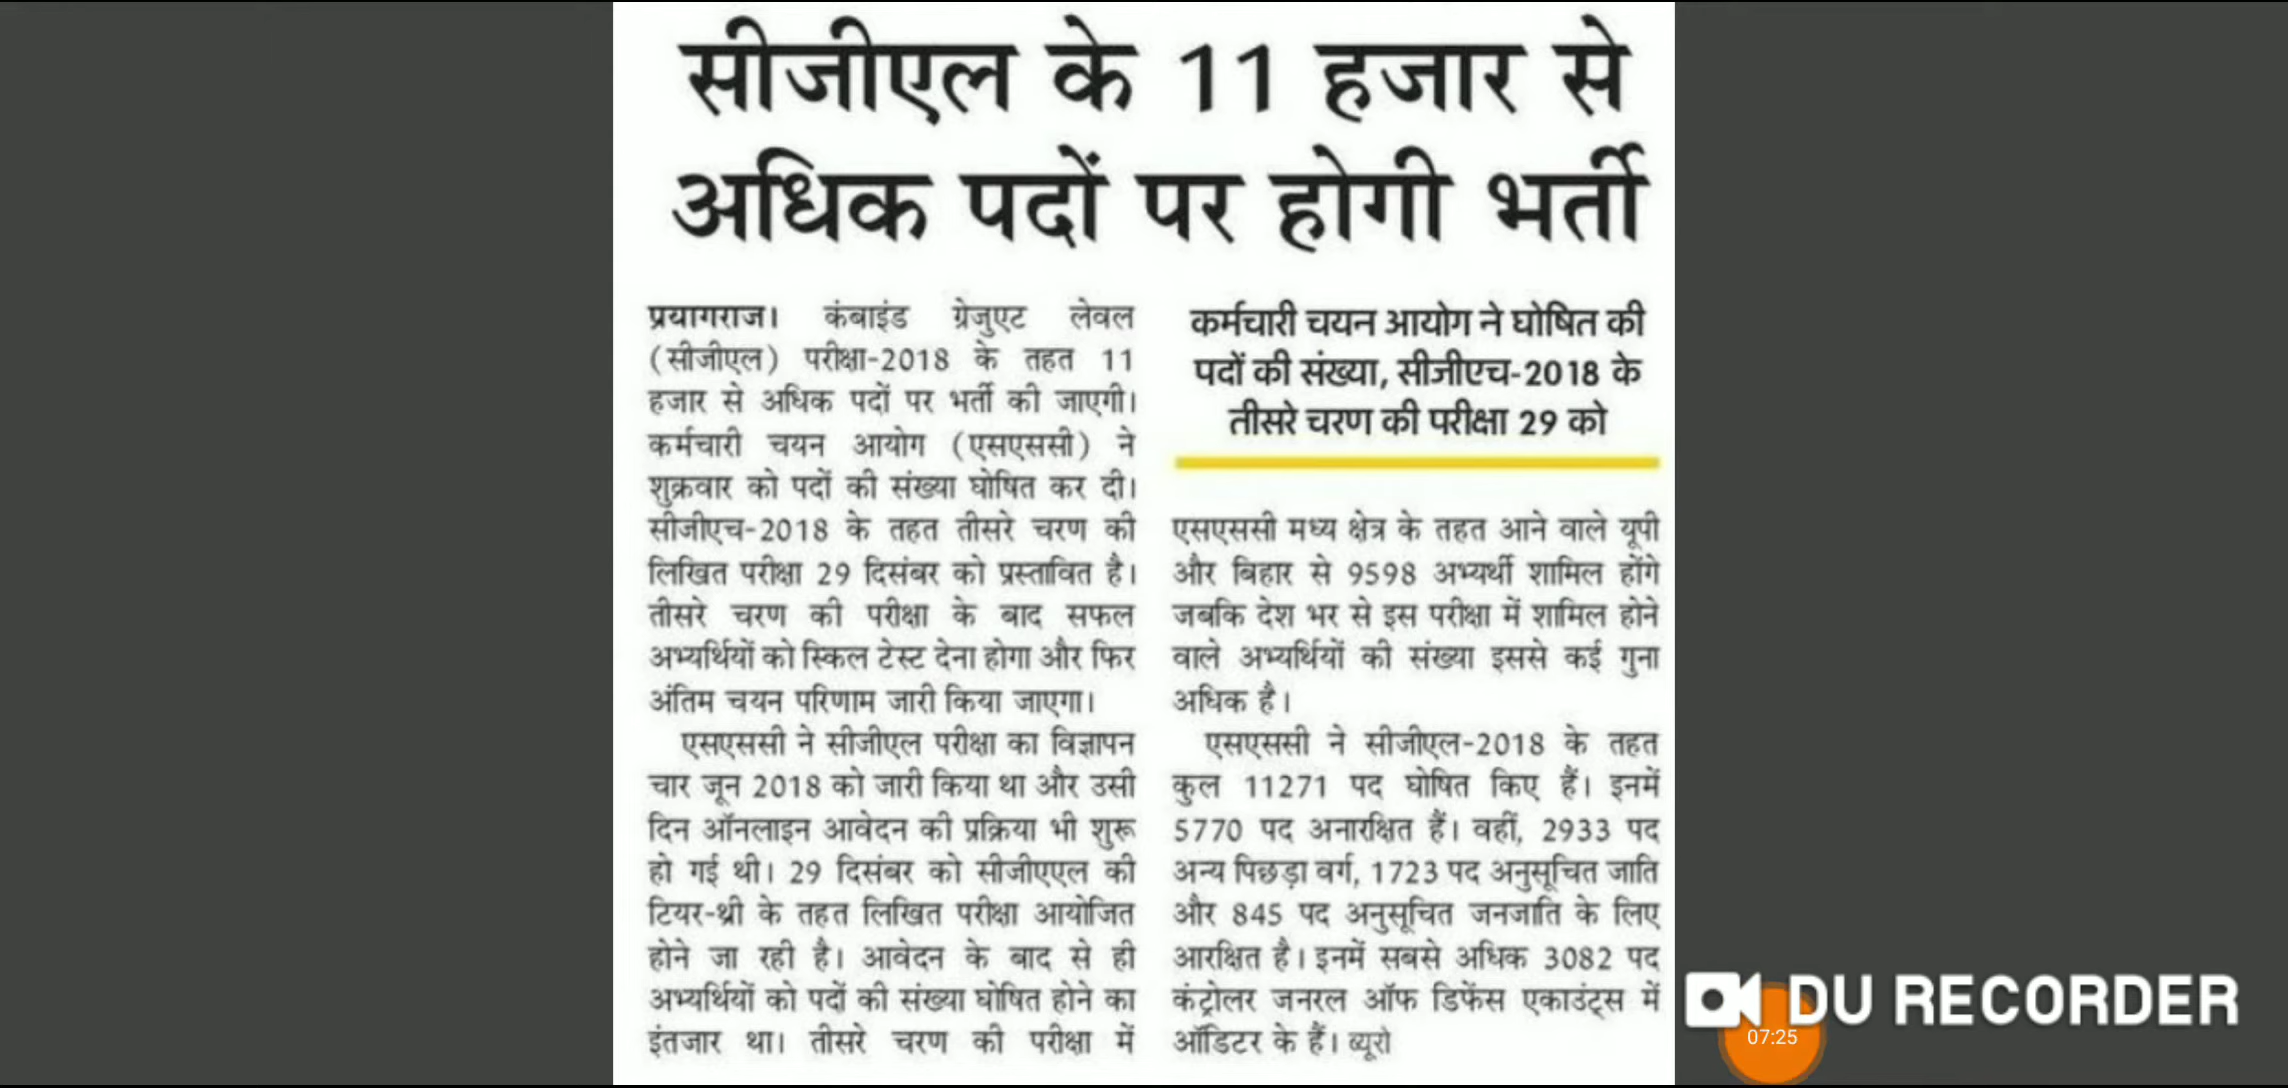 सीजीएल के 11 हजार से
अधिक पदों पर होगी भर्ती
प्रयागराज। कंबाइंड ग्रेजुएट लेवल
(सीजीएल) परीक्षा-2018 के तहत 11
हजार से अधिक पदों पर भर्ती की जाएगी।
कर्मचारी चयन आयोग (एसएससी) ने
शुक्रवार को पदों की संख्या घोषित कर दी।
सीजीएच-2018 के तहत तीसरे चरण की
लिखित परीक्षा 29 दिसंबर को प्रस्तावित है।
तीसरे चरण की परीक्षा के बाद सफल
अभ्यर्थियों को स्किल टेस्ट देना होगा और फिर
अंतिम चयन परिणाम जारी किया जाएगा।
एसएससी ने सीजीएल परीक्षा का विज्ञापन
चार जून 2018 को जारी किया था और उसी
दिन ऑनलाइन आवेदन की प्रक्रिया भी शुरू
हो गई थी। 29 दिसंबर को सीजीएएल की
टियर-थ्री के तहत लिखित परीक्षा आयोजित
होने जा रही है। आवेदन के बाद से ही
अभ्यर्थियों को पदों की संख्या घोषित होने का
इंतजार था। तीसरे चरण की परीक्षा में
कर्मचारी चयन आयोग ने घोषित की
पदों की संख्या, सीजीएच-2018 के
तीसरे चरण की परीक्षा 29 को
एसएससी मध्य क्षेत्र के तहत आने वाले यूपी
और बिहार से 9598 अभ्यर्थी शामिल होंगे
जबकि देश भर से इस परीक्षा में शामिल होने
वाले अभ्यर्थियों की संख्या इससे कई गुना
अधिक है।
एसएससी ने सीजीएल-2018 के तहत
कुल 11271 पद घोषित किए हैं। इनमें
5770 पद अनारक्षित हैं। वहीं, 2933 पद
अन्य पिछड़ा वर्ग, 1723 पद अनुसूचित जाति
और 845 पद अनुसूचित जनजाति के लिए
आरक्षित है। इनमें सबसे अधिक 3082 पद
कंट्रोलर जनरल ऑफ डिफेंस एकाउंट्स में
ऑडिटर के हैं। ब्यूरो
DU RECORDER
07:25